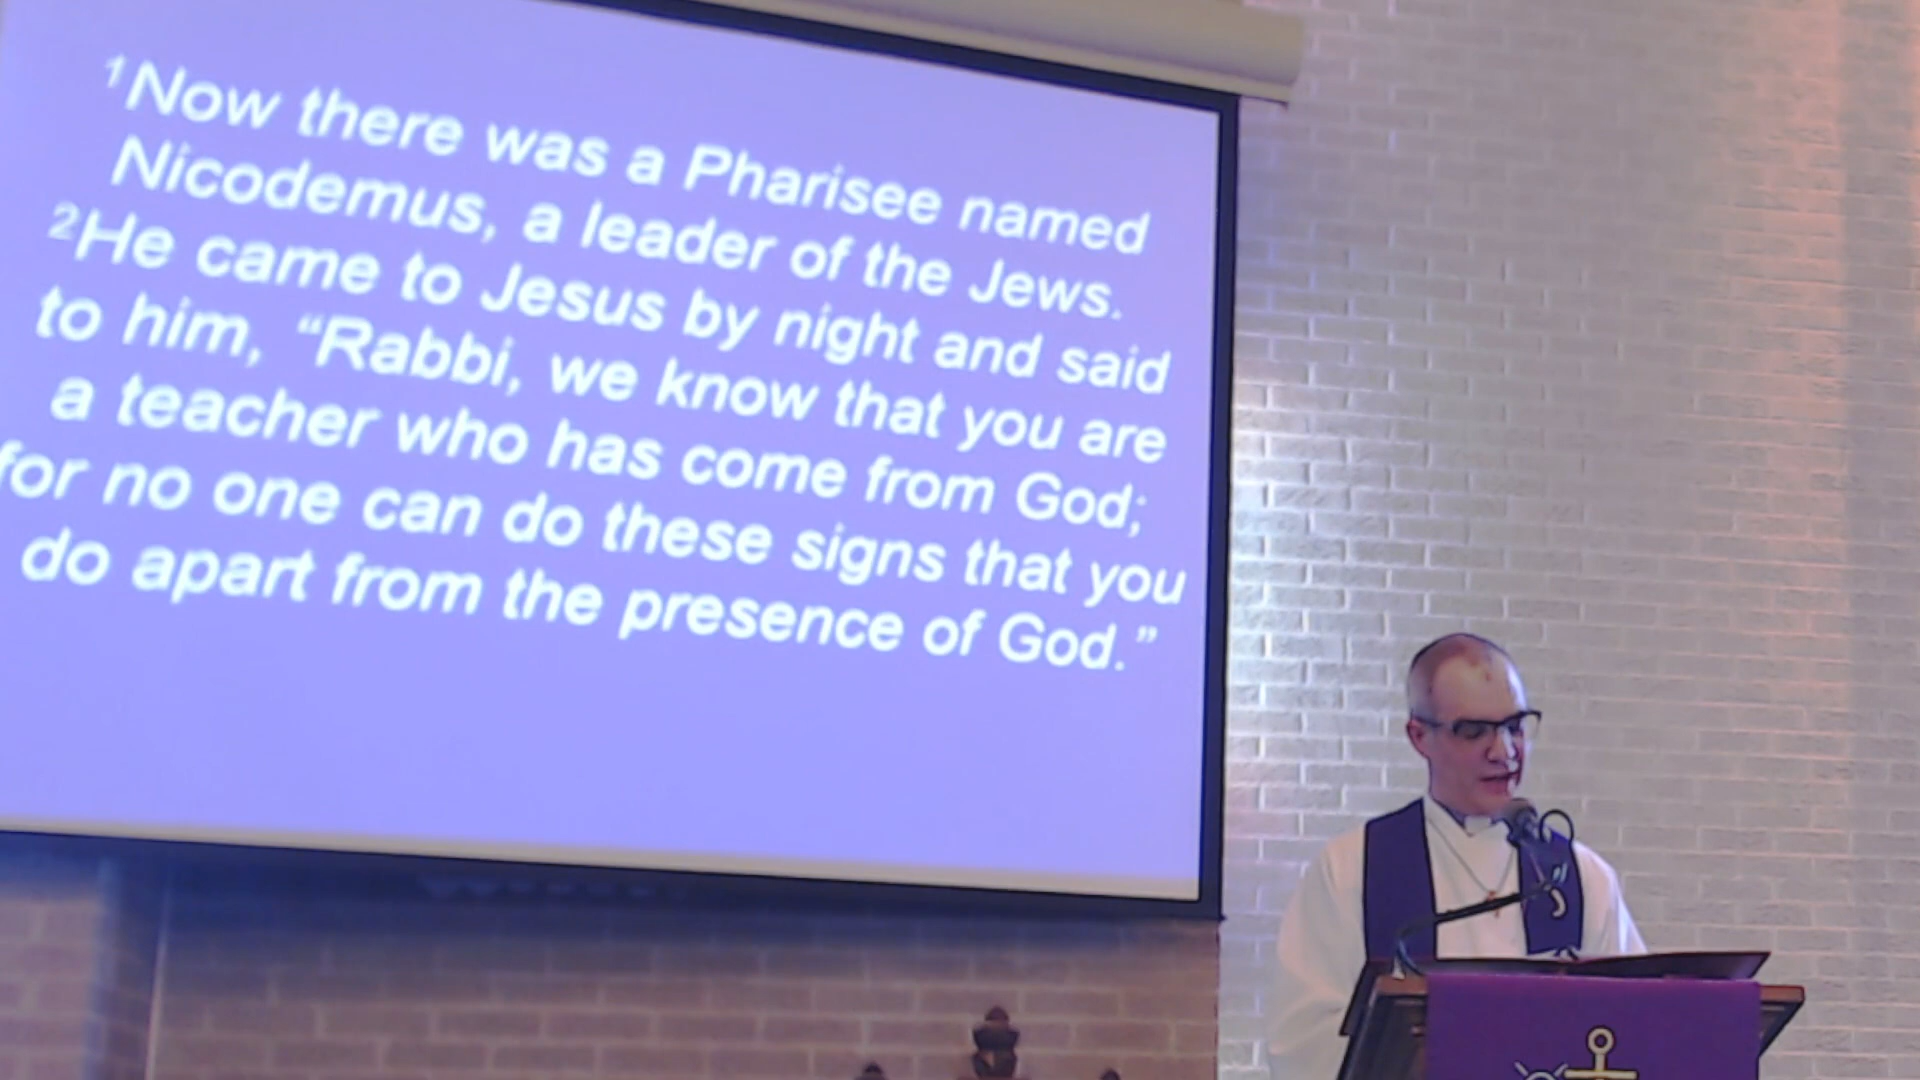 1Now there was a Pharisee named
Nicodemus, a leader of the Jews.
2He came to Jesus by night and said
to him, “Rabbi, we know that you are
a teacher who has come from God;
for no one can do these signs that you
do apart from the presence of God.”